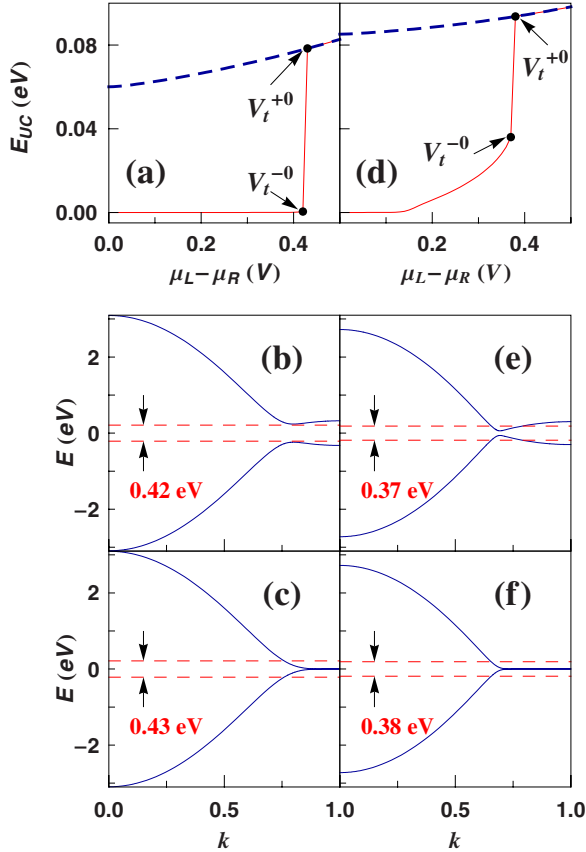 E_UC (eV)
0.08
0.04
0.00
V_t^{+0}
V_t^{-0}
(a)
V_t^{+0}
V_t^{-0}
(d)
0.0 0.2 0.4 0.2 0.4
μ_L−μ_R (V) μ_L−μ_R (V)
E (eV)
2
0
−2
(b)
0.42 eV
(e)
0.37 eV
E (eV)
2
0
−2
(c)
0.43 eV
(f)
0.38 eV
0.0 0.5 1.0 0.5 1.0
k k